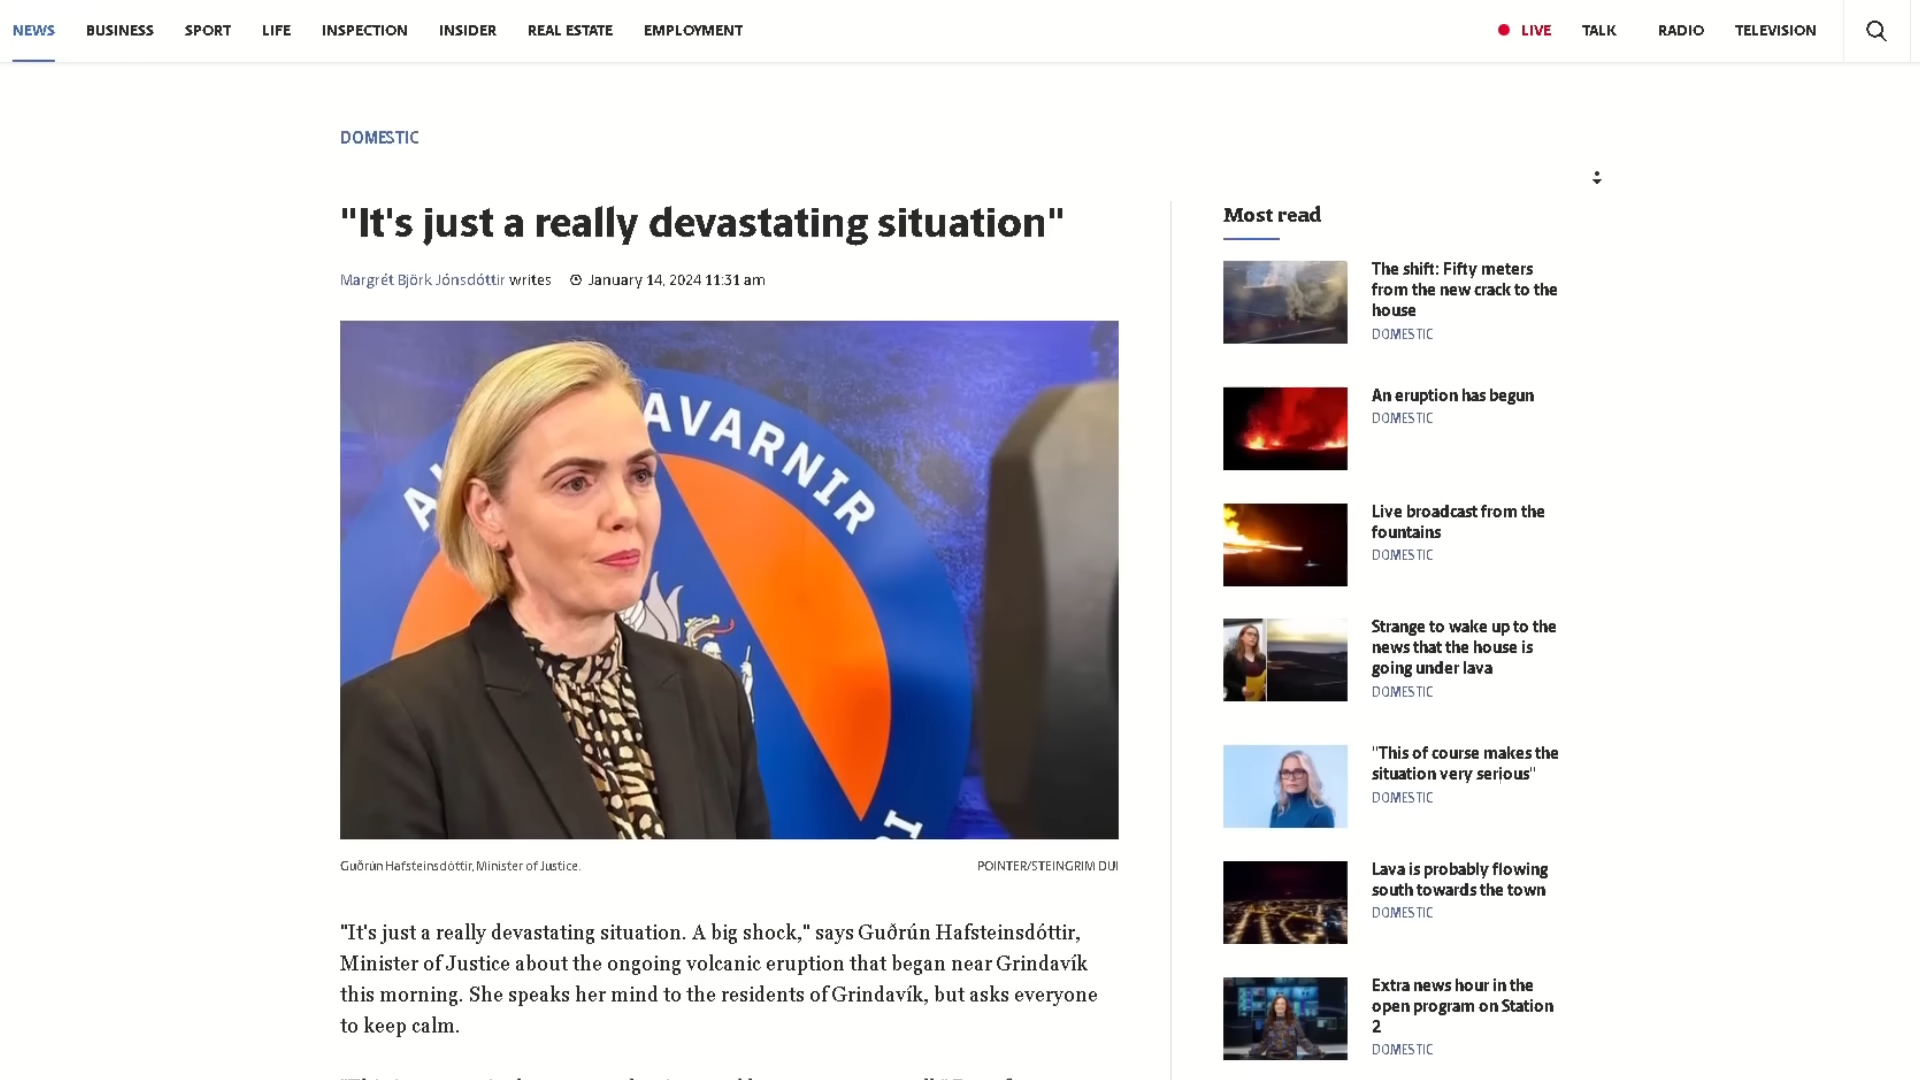 NEWS BUSINESS SPORT LIFE INSPECTION INSIDER REAL ESTATE EMPLOYMENT LIVE TALK RADIO TELEVISION
DOMESTIC
"It's just a really devastating situation"
Margrét Björk Jónsdóttir writes January 14, 2024 11:31 am
AVARNIR
Guðrún Hafsteinsdóttir, Minister of Justice. POINTER/STEINGRIM DUI
"It's just a really devastating situation. A big shock," says Guðrún Hafsteinsdóttir,
Minister of Justice about the ongoing volcanic eruption that began near Grindavík
this morning. She speaks her mind to the residents of Grindavík, but asks everyone
to keep calm.
Most read
The shift: Fifty meters
from the new crack to the
house
DOMESTIC
An eruption has begun
DOMESTIC
Live broadcast from the
fountains
DOMESTIC
Strange to wake up to the
news that the house is
going under lava
DOMESTIC
"This of course makes the
situation very serious"
DOMESTIC
Lava is probably flowing
south towards the town
DOMESTIC
Extra news hour in the
open program on Station
2
DOMESTIC